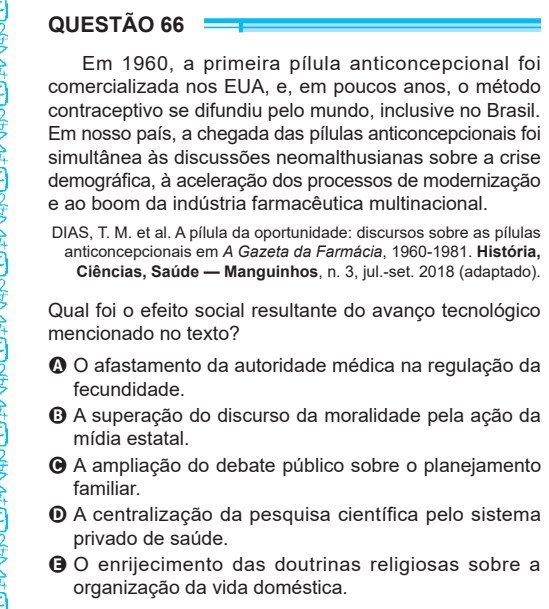 QUESTÃO 66
Em 1960, a primeira pílula anticoncepcional foi
comercializada nos EUA, e, em poucos anos, o método
contraceptivo se difundiu pelo mundo, inclusive no Brasil.
Em nosso país, a chegada das pílulas anticoncepcionais foi
simultânea às discussões neomalthusianas sobre a crise
demográfica, à aceleração dos processos de modernização
e ao boom da indústria farmacêutica multinacional.
DIAS, T. M. et al. A pílula da oportunidade: discursos sobre as pílulas
anticoncepcionais em A Gazeta da Farmácia, 1960-1981. História,
Ciências, Saúde — Manguinhos, n. 3, jul.-set. 2018 (adaptado).
Qual foi o efeito social resultante do avanço tecnológico
mencionado no texto?
A O afastamento da autoridade médica na regulação da
fecundidade.
B A superação do discurso da moralidade pela ação da
mídia estatal.
C A ampliação do debate público sobre o planejamento
familiar.
D A centralização da pesquisa científica pelo sistema
privado de saúde.
E O enrijecimento das doutrinas religiosas sobre a
organização da vida doméstica.